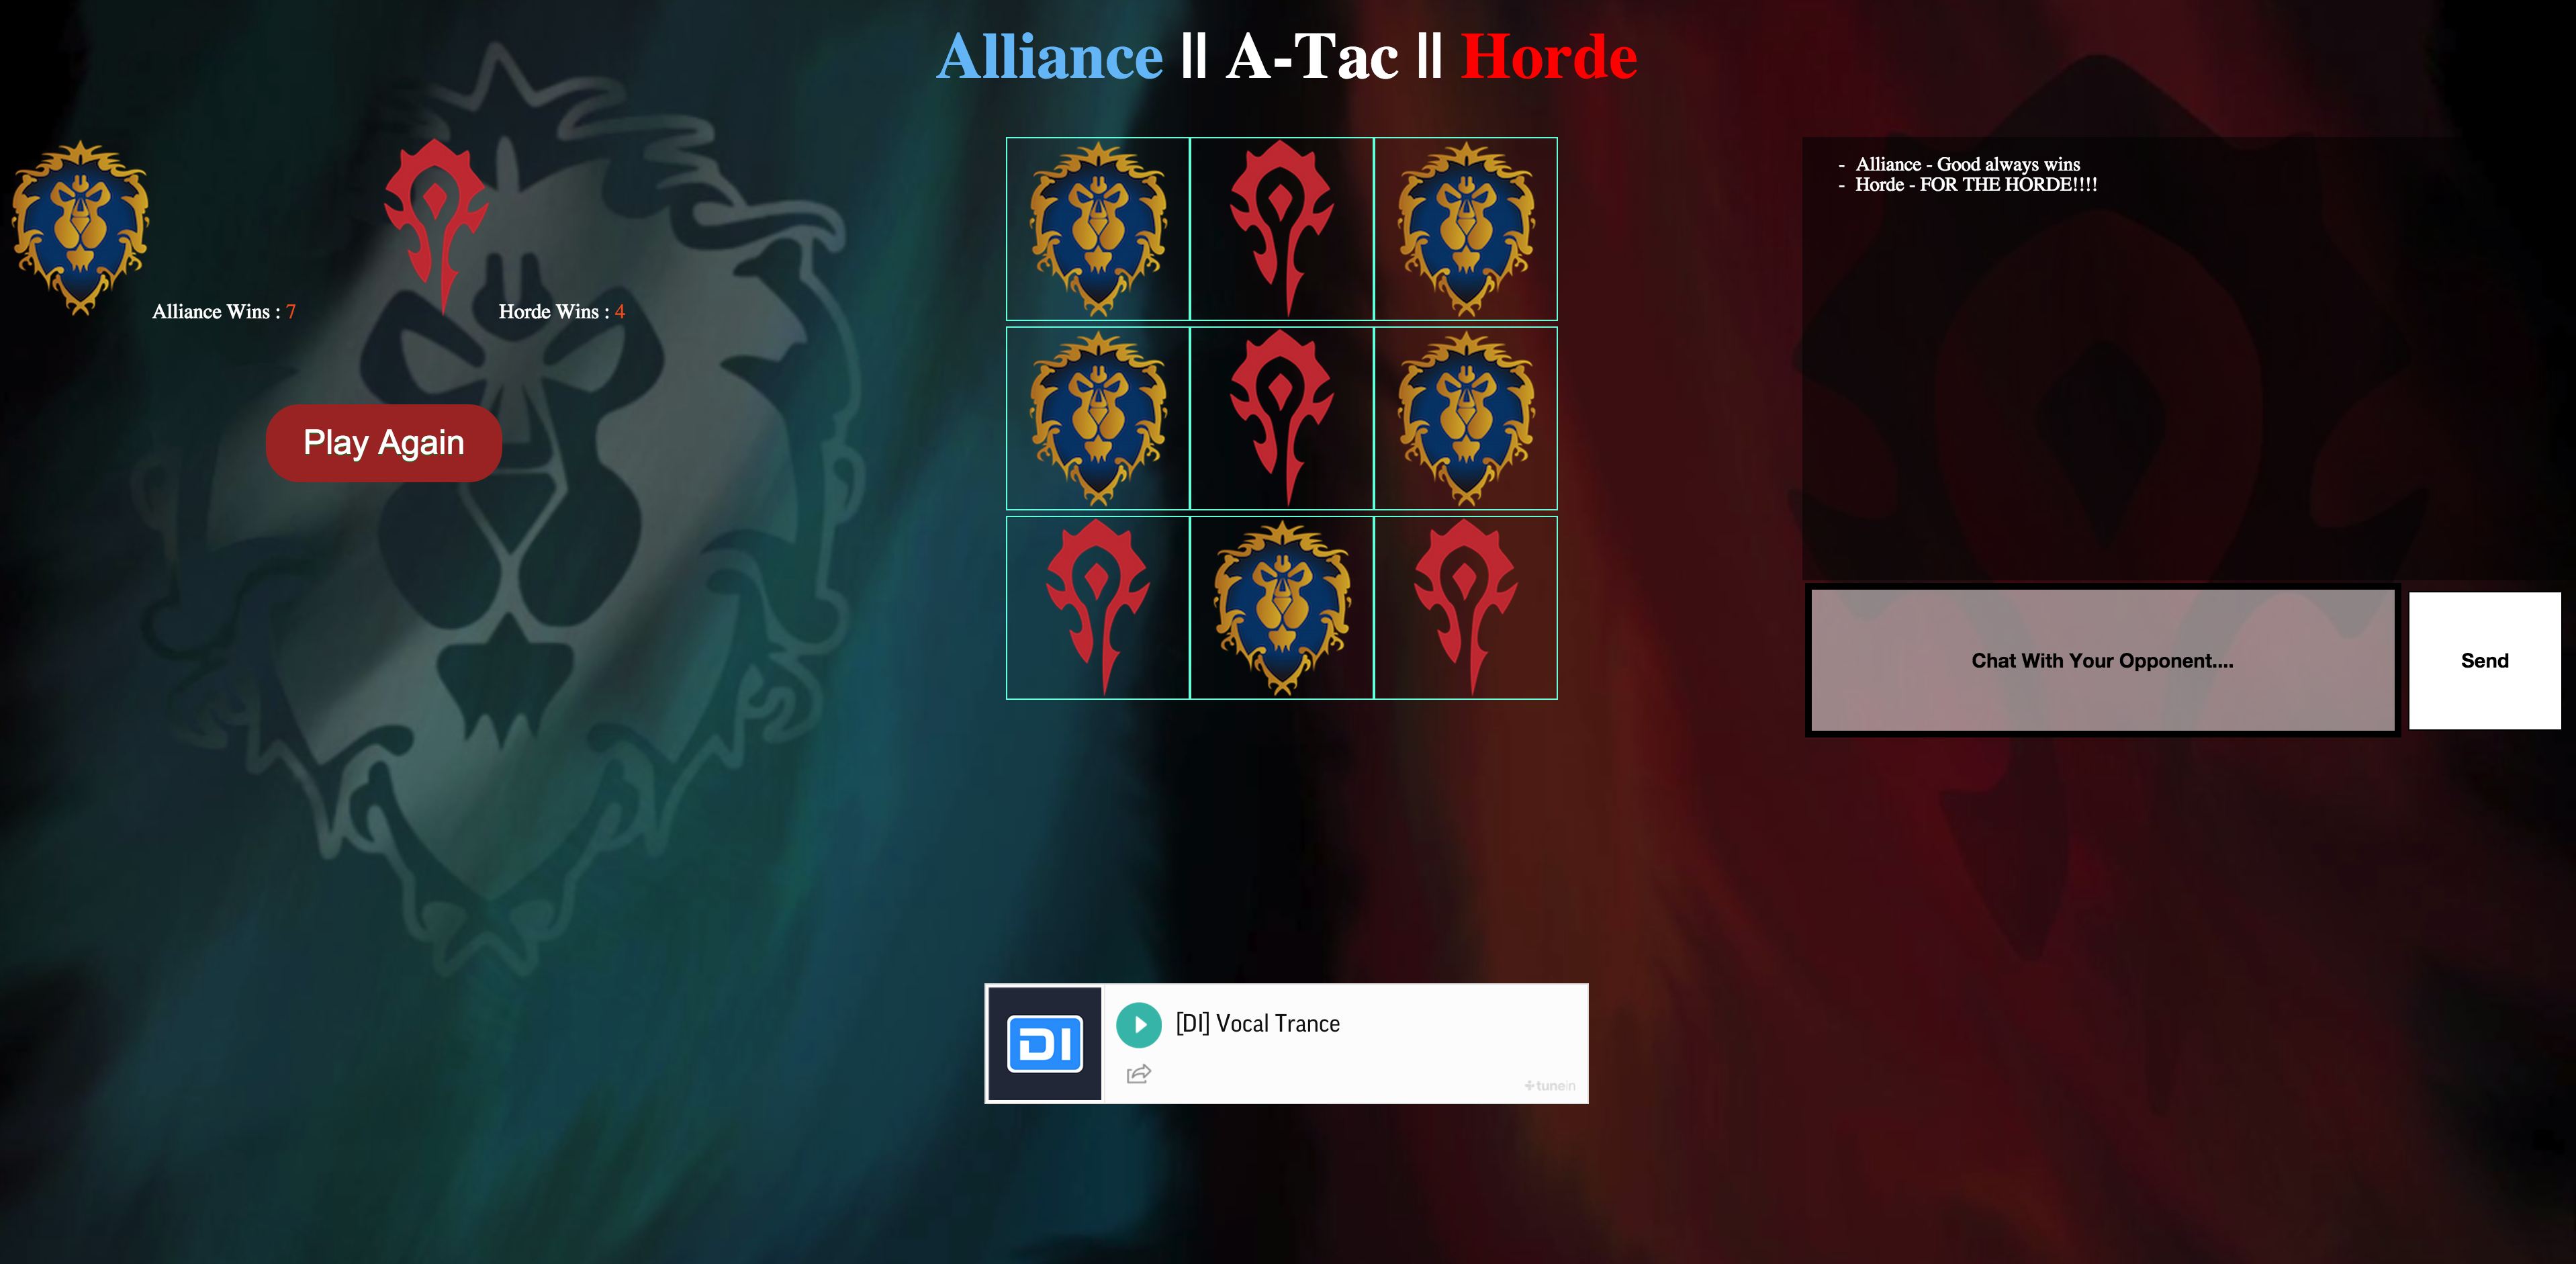 Alliance || A-Tac || Horde
Alliance Wins : 7
Horde Wins : 4
Play Again
- Alliance - Good always wins
- Horde - FOR THE HORDE!!!!
Chat With Your Opponent....
Send
DI
[DI] Vocal Trance
tunein